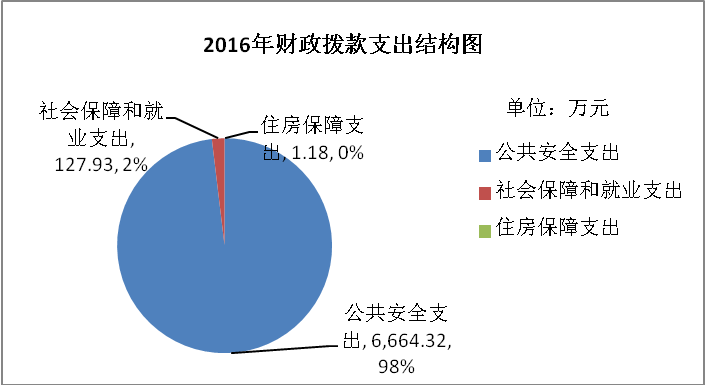 2016年财政拨款支出结构图
社会保障和就
业支出,
127.93, 2%
住房保障支
出, 1.18, 0%
单位：万元
公共安全支出
社会保障和就业支出
住房保障支出
公共安全支
出, 6,664.32,
98%